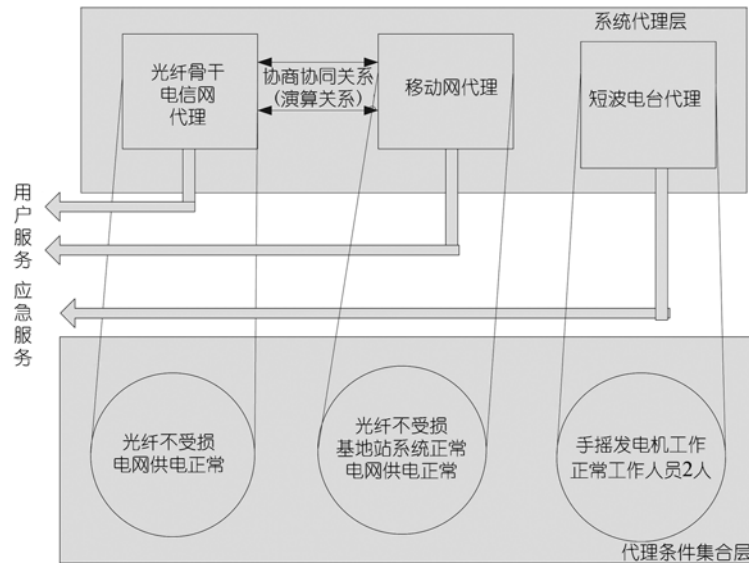 系统代理层
光纤骨干
电信网
代理
协商协同关系
(演算关系)
移动网代理
短波电台代理
用户服务
应急服务
光纤不受损
电网供电正常
光纤不受损
基地站系统正常
电网供电正常
手摇发电机工作
正常工作人员2人
代理条件集合层